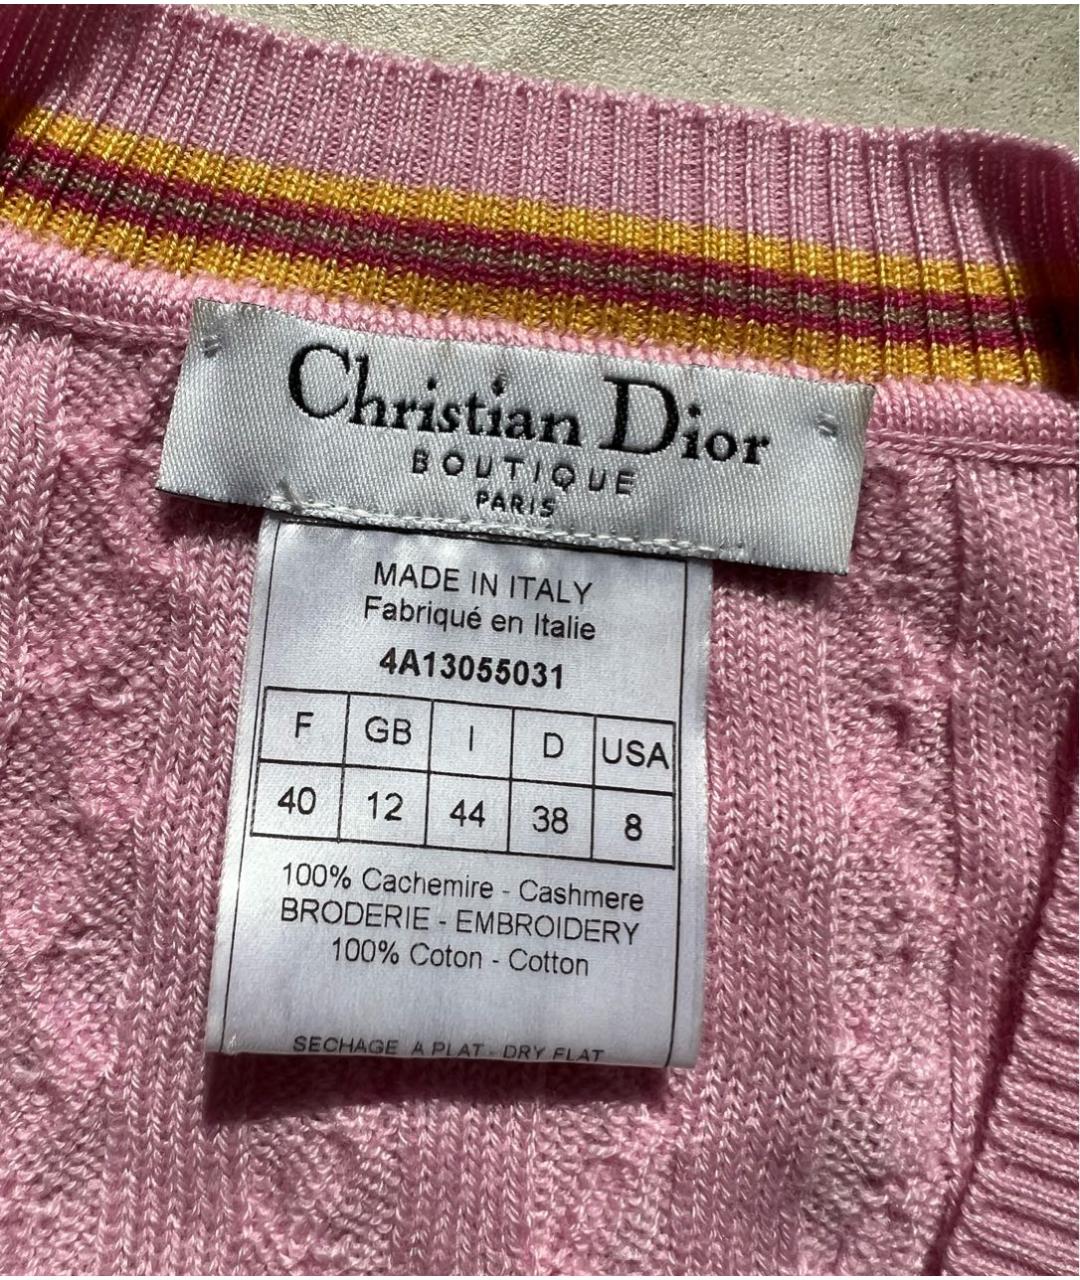 Christian Dior
BOUTIQUE
PARIS
MADE IN ITALY
Fabriqué en Italie
4A13055031
F GB I D USA
40 12 44 38 8
100% Cachemire - Cashmere
BRODERIE - EMBROIDERY
100% Coton - Cotton
SECHAGE A PLAT - DRY FLAT